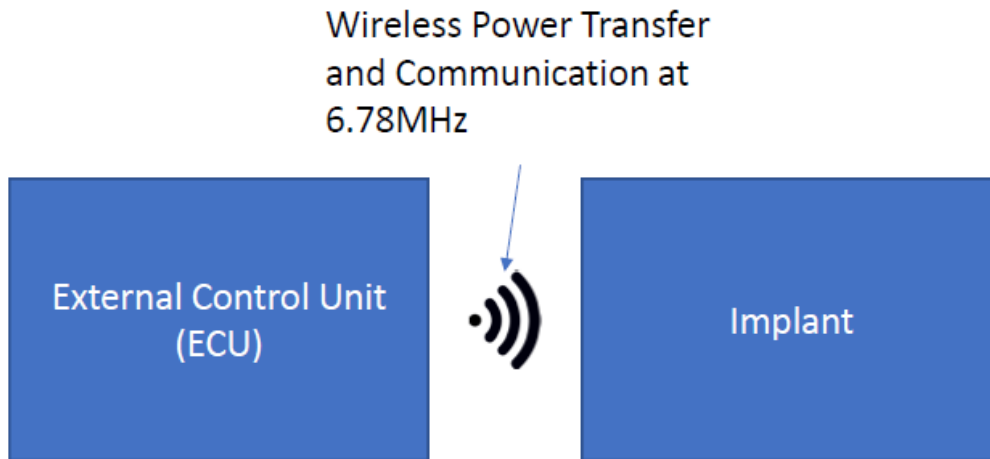 Wireless Power Transfer
and Communication at
6.78MHz
External Control Unit
(ECU)
Implant